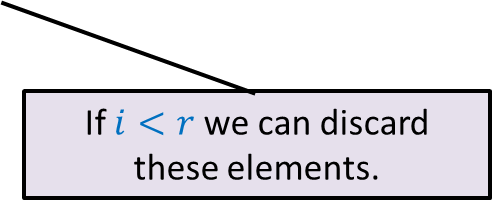 If i < r we can discard
these elements.